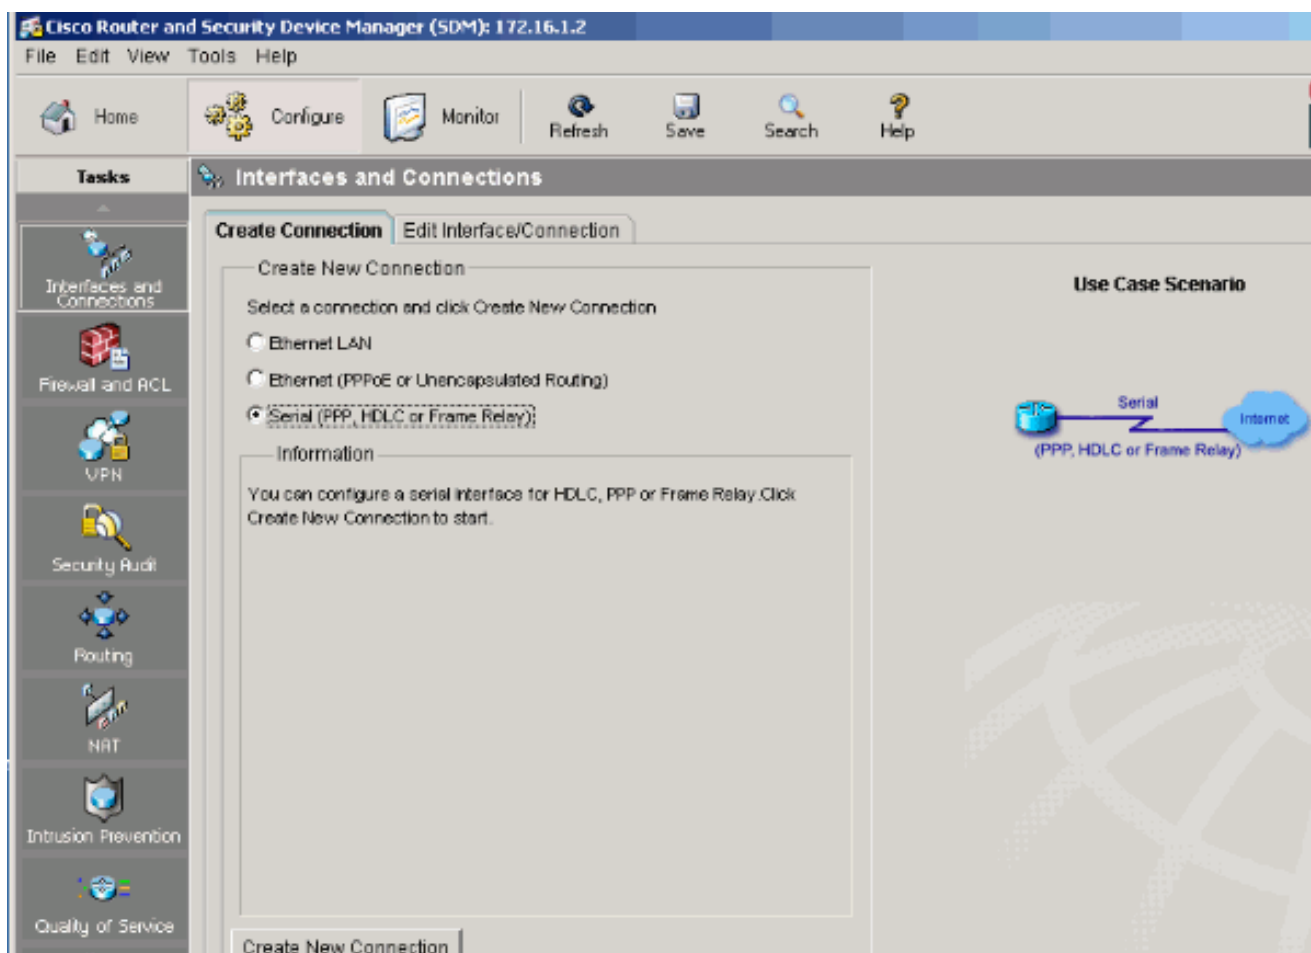 Cisco Router and Security Device Manager (SDM): 172.16.1.2
File Edit View Tools Help
Home Configure Monitor Refresh Save Search Help
Tasks
Interfaces and Connections
Create Connection Edit Interface/Connection
Interfaces and
Connections
Firewall and ACL
VPN
Security Audit
Routing
NAT
Intrusion Prevention
Quality of Service
Create New Connection
Select a connection and click Create New Connection
Ethernet LAN
Ethernet (PPPoE or Unencapsulated Routing)
Serial (PPP, HDLC or Frame Relay)
Information
You can configure a serial interface for HDLC, PPP or Frame Relay.Click
Create New Connection to start.
Create New Connection
Use Case Scenario
Serial
Internet
(PPP, HDLC or Frame Relay)